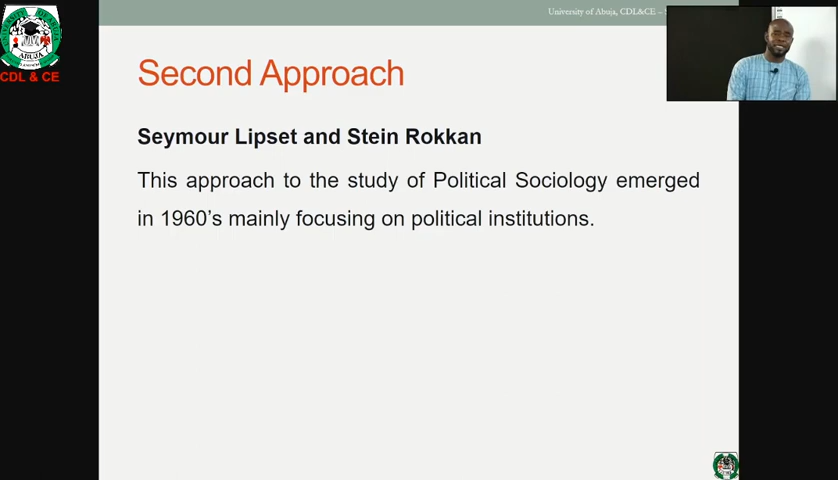 University of Abuja, CDL&CE –
ABUJA
CDL & CE
Second Approach
Seymour Lipset and Stein Rokkan
This approach to the study of Political Sociology emerged
in 1960's mainly focusing on political institutions.